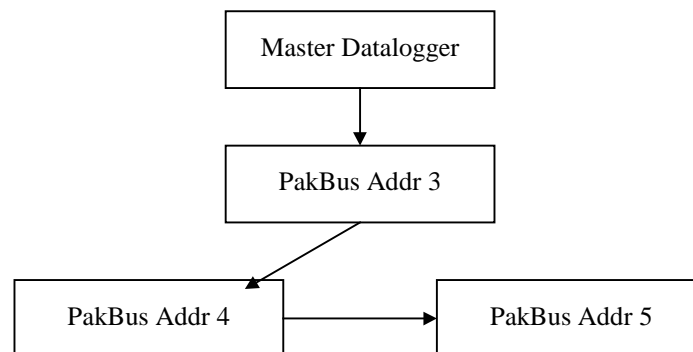 Master Datalogger
PakBus Addr 3
PakBus Addr 4
PakBus Addr 5